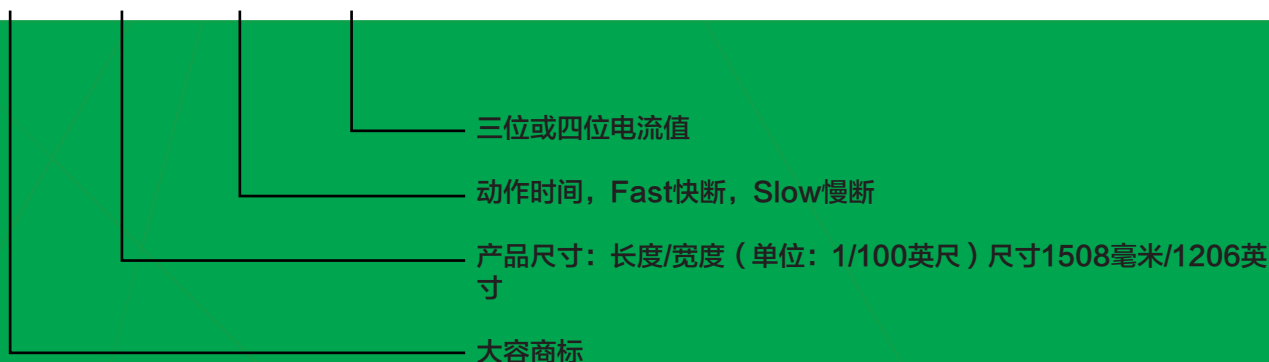 三位或四位电流值
动作时间，Fast快断，Slow慢断
产品尺寸：长度/宽度（单位：1/100英尺）尺寸1508毫米/1206英
寸
大容商标